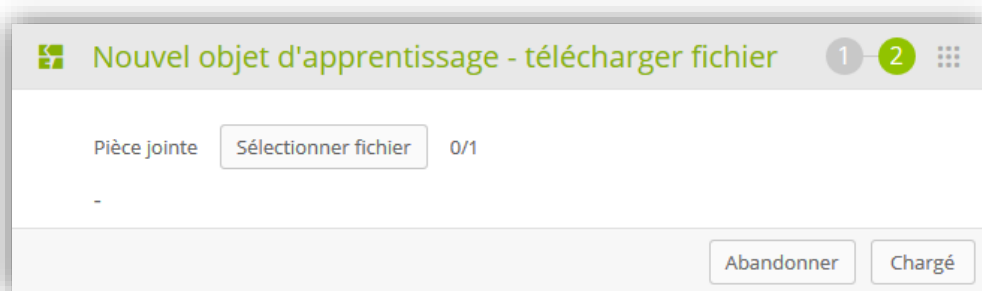 Nouvel objet d'apprentissage - télécharger fichier 1 2
Pièce jointe Sélectionner fichier 0/1
-
Abandonner Chargé